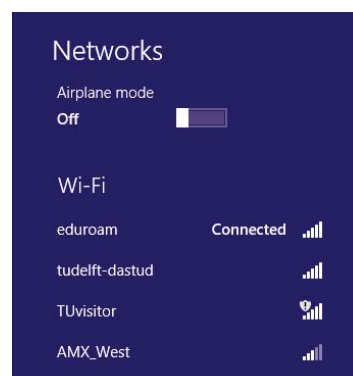 Networks
Airplane mode
Off
Wi-Fi
eduroam Connected
tudelft-dastud
TUvisitor
AMX_West